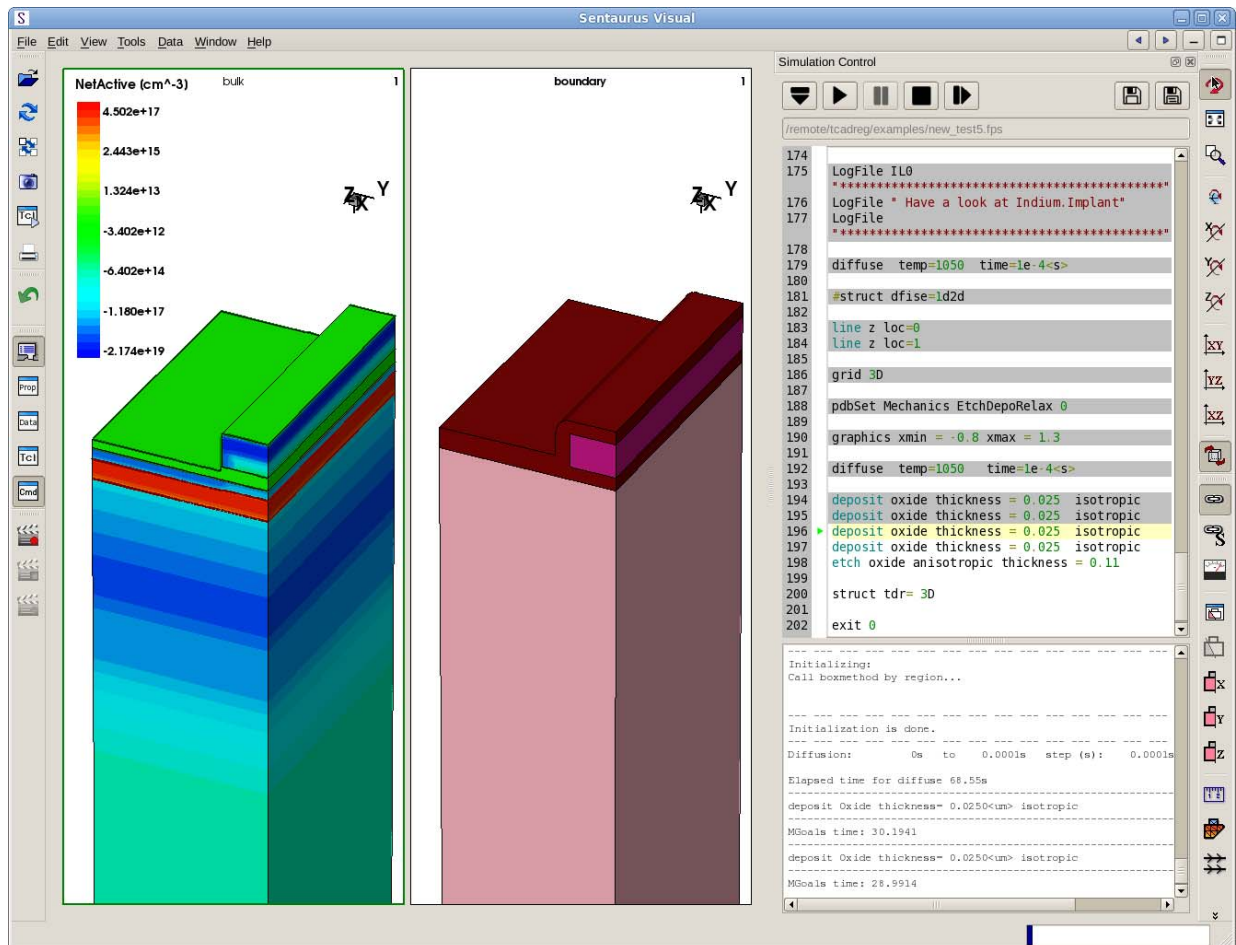 Sentaurus Visual
File Edit View Tools Data Window Help
Simulation Control
NetActive (cm^-3) bulk 1
4.502e+17
2.443e+15
1.324e+13
-3.402e+12
-6.402e+14
-1.180e+17
-2.174e+19
Z Y
X
boundary 1
Z Y
X
/remote/tcadreg/examples/new_test5.fps
174
175 LogFile IL0
"********************************************"
176 LogFile " Have a look at Indium.Implant"
177 LogFile
"********************************************"
178
179 diffuse temp=1050 time=1e-4<s>
180
181 #struct dfise=1d2d
182
183 line z loc=0
184 line z loc=1
185
186 grid 3D
187
188 pdbSet Mechanics EtchDepoRelax 0
189
190 graphics xmin = -0.8 xmax = 1.3
191
192 diffuse temp=1050 time=1e-4<s>
193
194 deposit oxide thickness = 0.025 isotropic
195 deposit oxide thickness = 0.025 isotropic
196 deposit oxide thickness = 0.025 isotropic
197 deposit oxide thickness = 0.025 isotropic
198 etch oxide anisotropic thickness = 0.11
199
200 struct tdr= 3D
201
202 exit 0
Initializing:
Call boxmethod by region...
Initialization is done.
Diffusion: 0s to 0.0001s step (s): 0.0001s
Elapsed time for diffuse 68.55s
deposit Oxide thickness= 0.0250<um> isotropic
MGoals time: 30.1941
deposit Oxide thickness= 0.0250<um> isotropic
MGoals time: 28.9914
Tcl
Prop
Data
Tcl
Cmd
X
Y
Z
XY
YZ
XZ
S
X
Y
Z